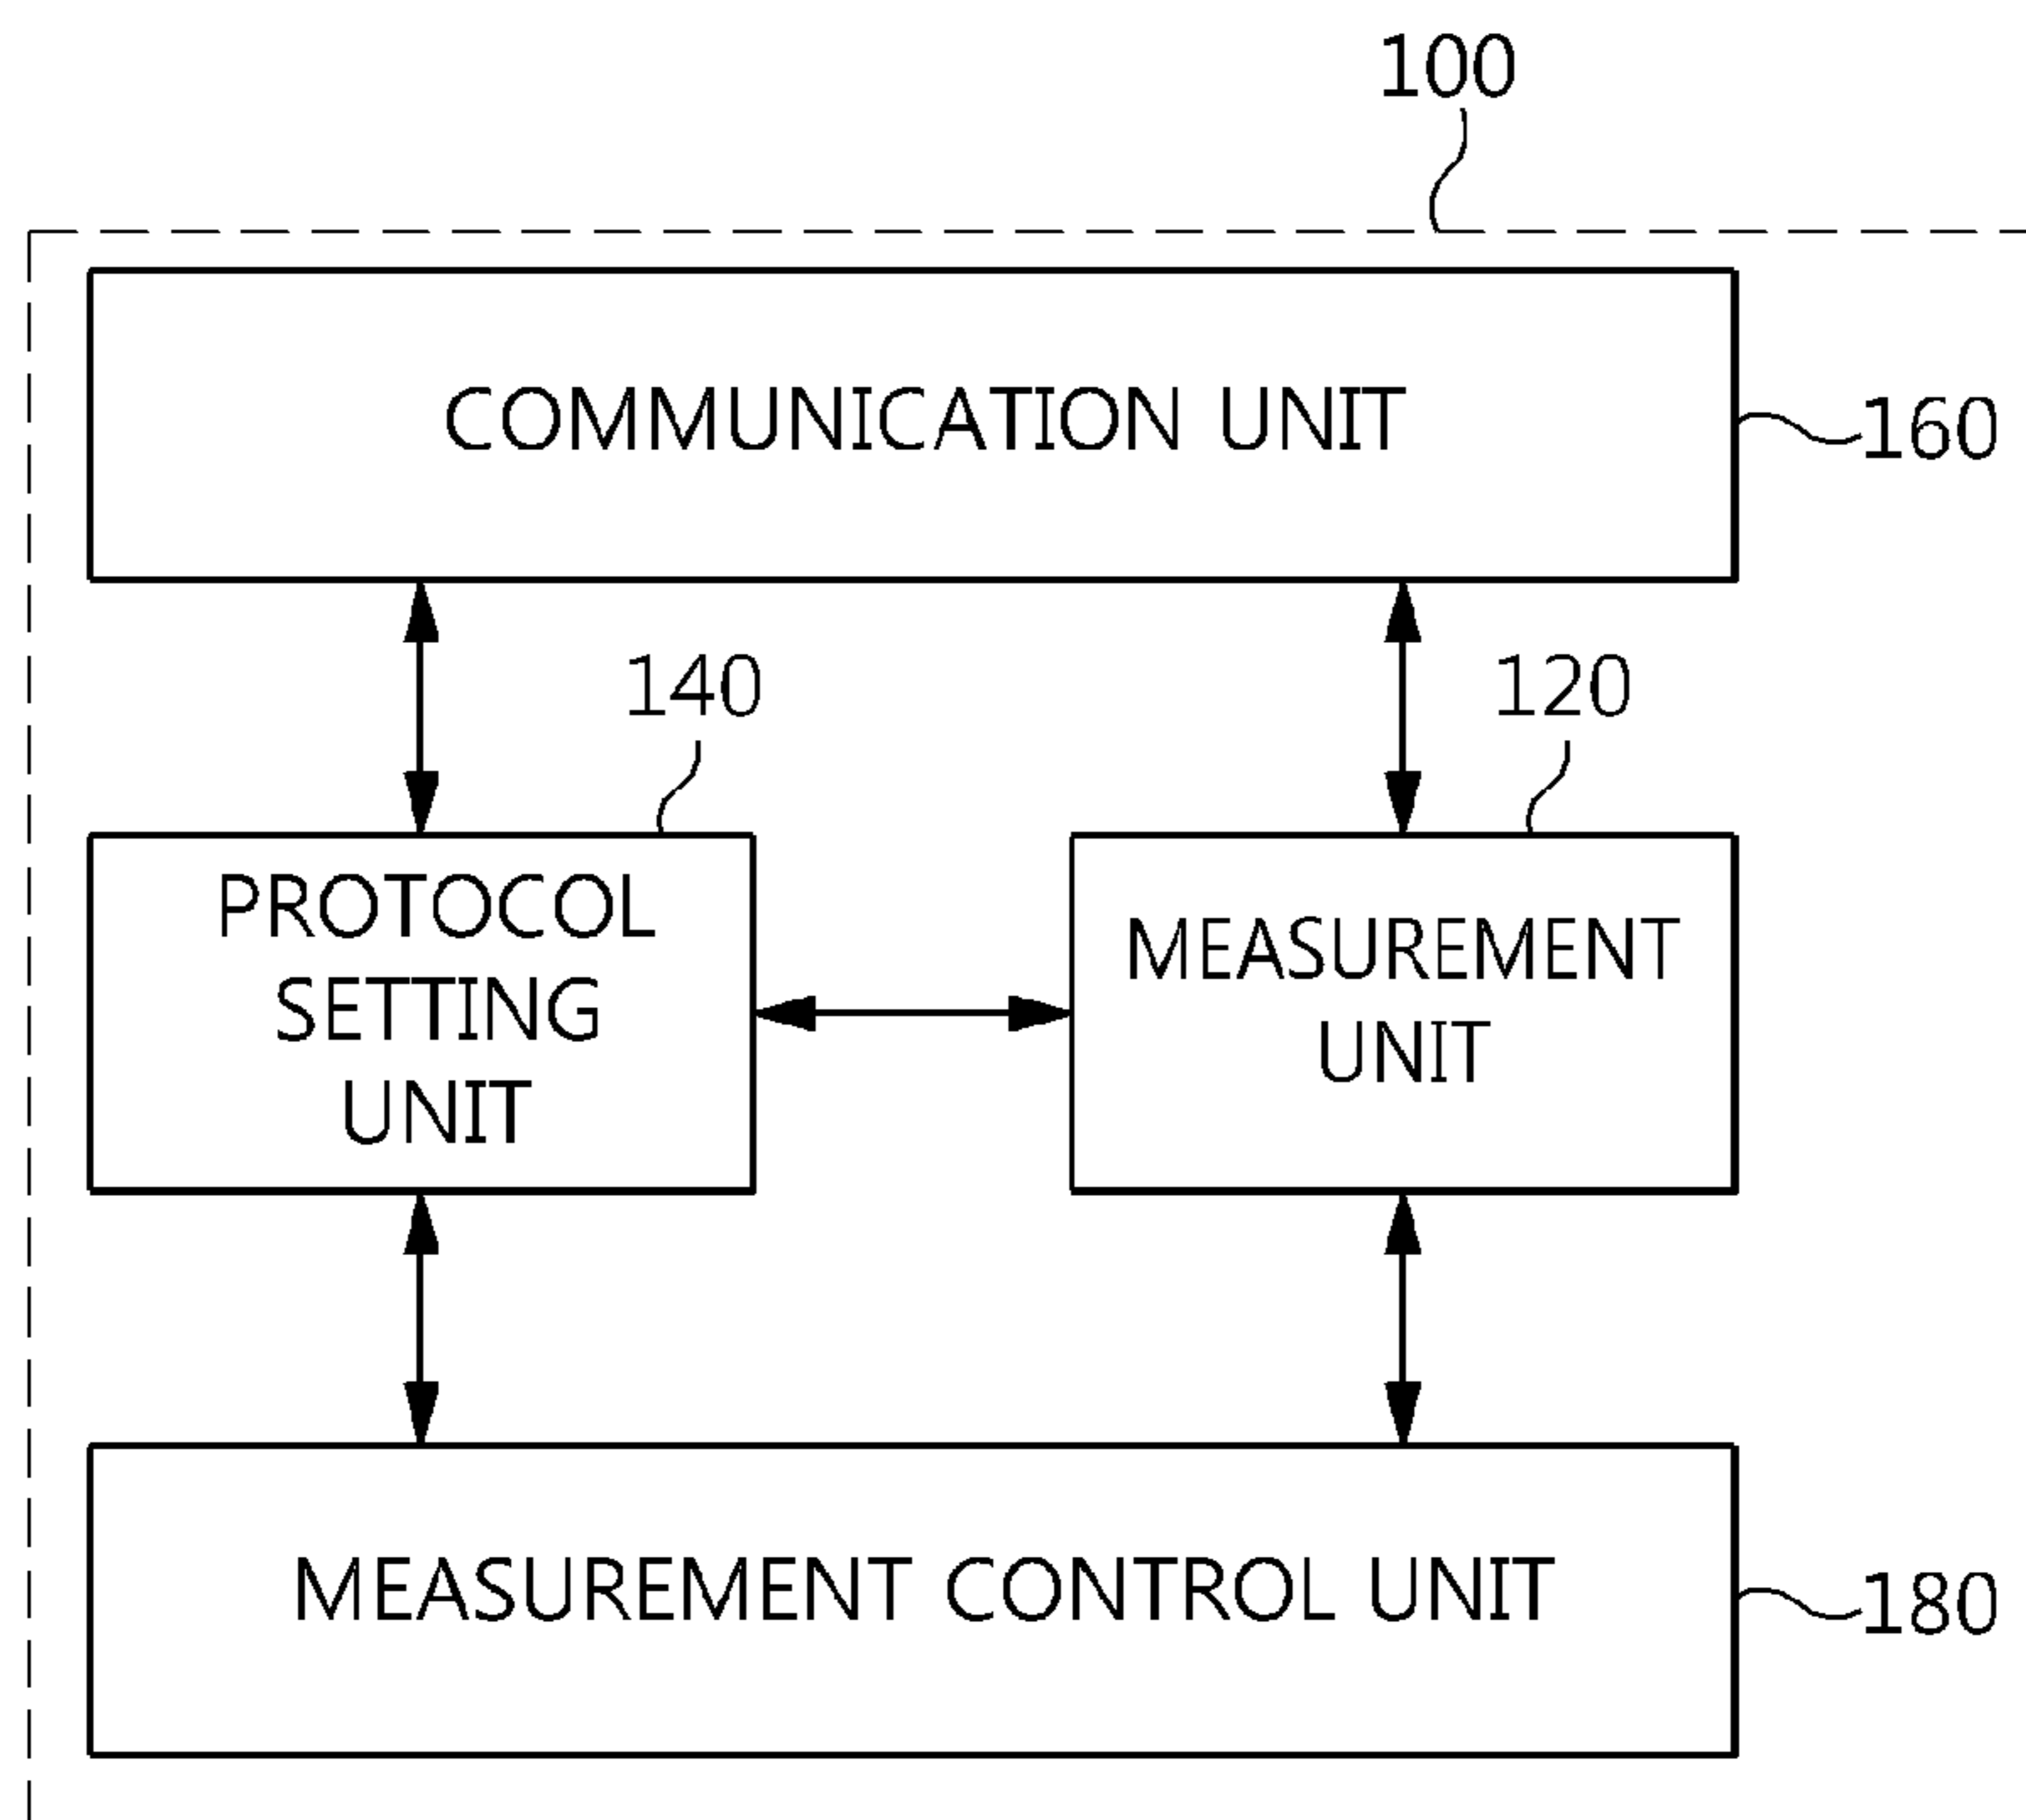 100
COMMUNICATION UNIT
160
140
120
PROTOCOL
SETTING
UNIT
MEASUREMENT
UNIT
MEASUREMENT CONTROL UNIT
180